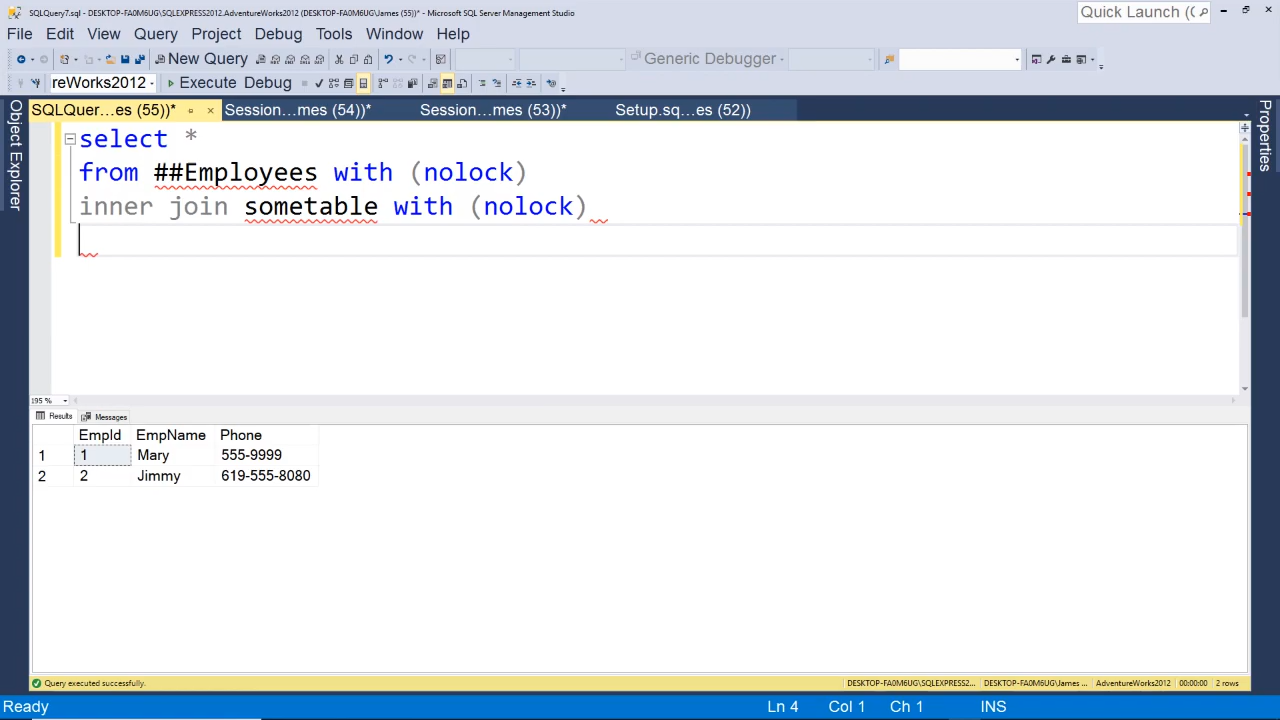 SQLQuery7.sql - DESKTOP-FA0M6UG\SQLEXPRESS2012.AdventureWorks2012 (DESKTOP-FA0M6UG\James (55))* - Microsoft SQL Server Management Studio
Quick Launch (C
File Edit View Query Project Debug Tools Window Help
New Query
Generic Debugger
reWorks2012
Execute Debug
SQLQuer...es (55))* Session...mes (54))* Session...mes (53))* Setup.sq...es (52))
Object Explorer
Properties
select *
from ##Employees with (nolock)
inner join sometable with (nolock)
195 %
Results Messages
EmpId EmpName Phone
1 1 Mary 555-9999
2 2 Jimmy 619-555-8080
Query executed successfully.
DESKTOP-FA0M6UG\SQLEXPRESS2012... DESKTOP-FA0M6UG\James ... AdventureWorks2012 00:00:00 2 rows
Ready Ln 4 Col 1 Ch 1 INS